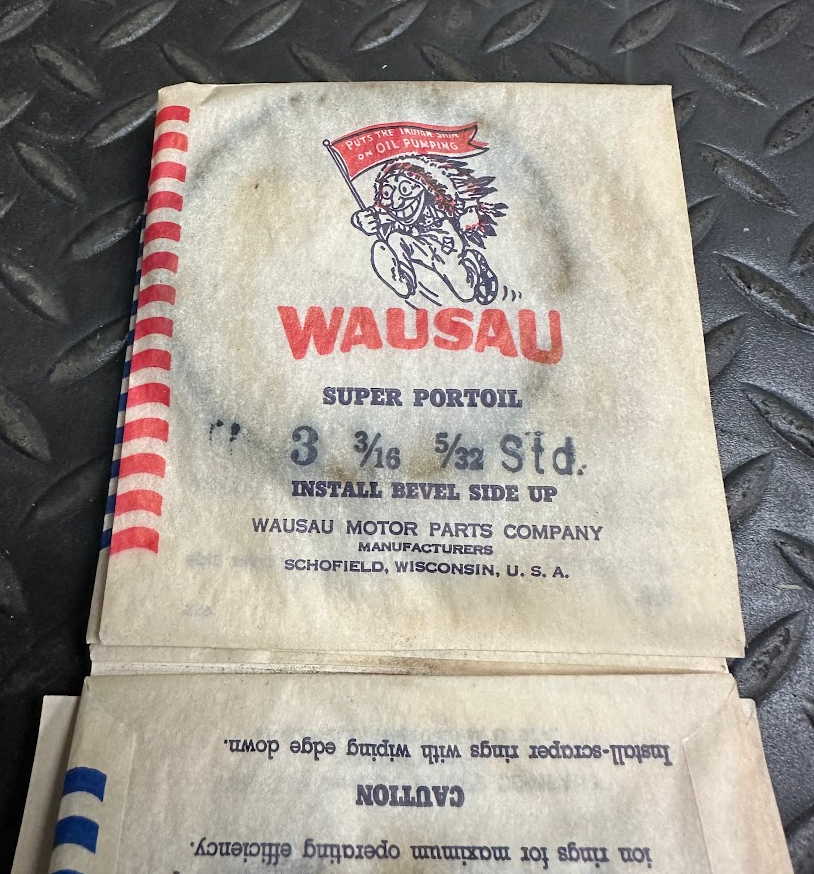 PUTS THE INDIAN SIGN
ON OIL PUMPING
WAUSAU
SUPER PORTOIL
3 3/16 5/32 Std.
INSTALL BEVEL SIDE UP
WAUSAU MOTOR PARTS COMPANY
MANUFACTURERS
SCHOFIELD, WISCONSIN, U. S. A.
ion rings for maximum operating efficiency.
CAUTION
Install-scraper rings with wiping edge down.